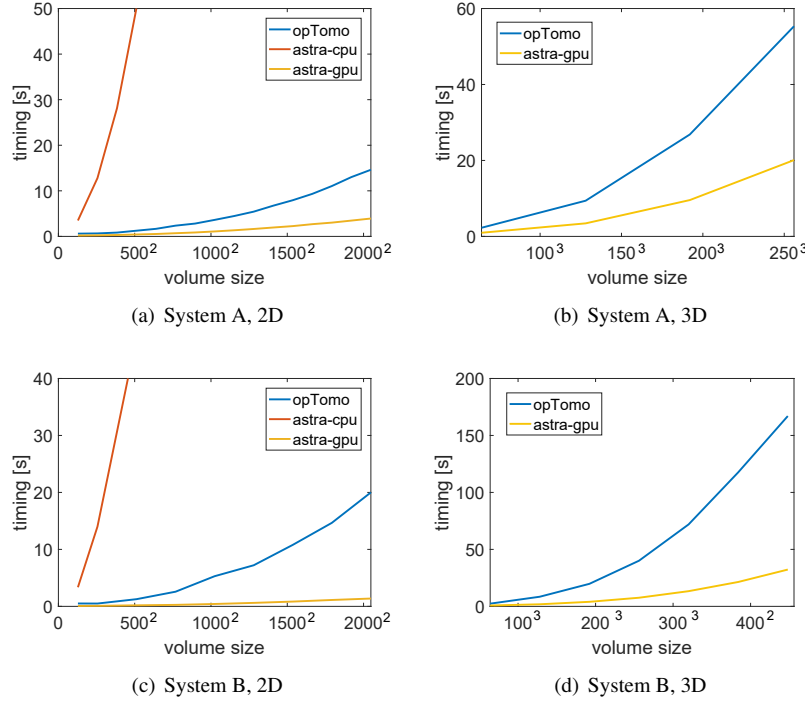 50
40
30
20
10
0
timing [s]
opTomo
astra-cpu
astra-gpu
0 500² 1000² 1500² 2000²
volume size
(a) System A, 2D
60
40
20
0
timing [s]
opTomo
astra-gpu
100³ 150³ 200³ 250³
volume size
(b) System A, 3D
40
30
20
10
0
timing [s]
opTomo
astra-cpu
astra-gpu
0 500² 1000² 1500² 2000²
volume size
(c) System B, 2D
200
150
100
50
0
timing [s]
opTomo
astra-gpu
100³ 200³ 300³ 400²
volume size
(d) System B, 3D